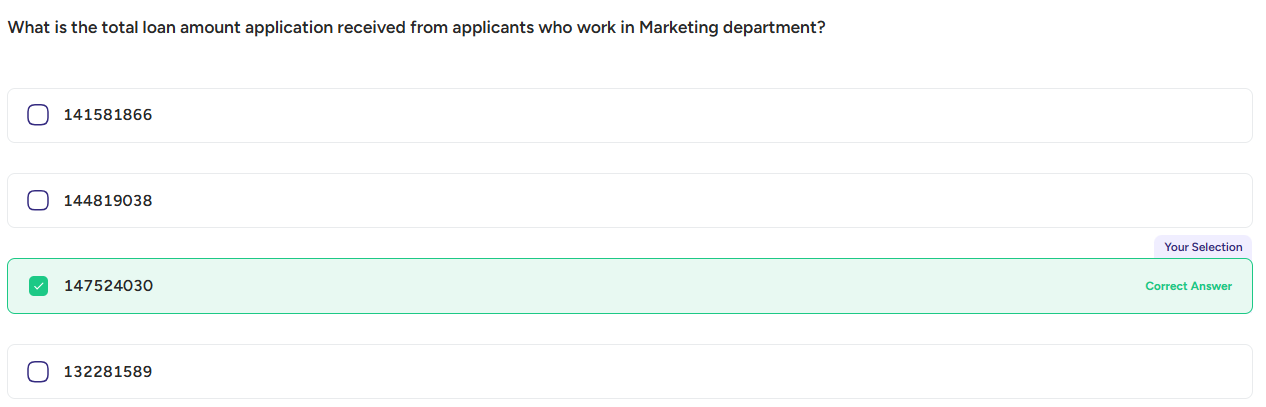 What is the total loan amount application received from applicants who work in Marketing department?
141581866
144819038
Your Selection
147524030 Correct Answer
132281589